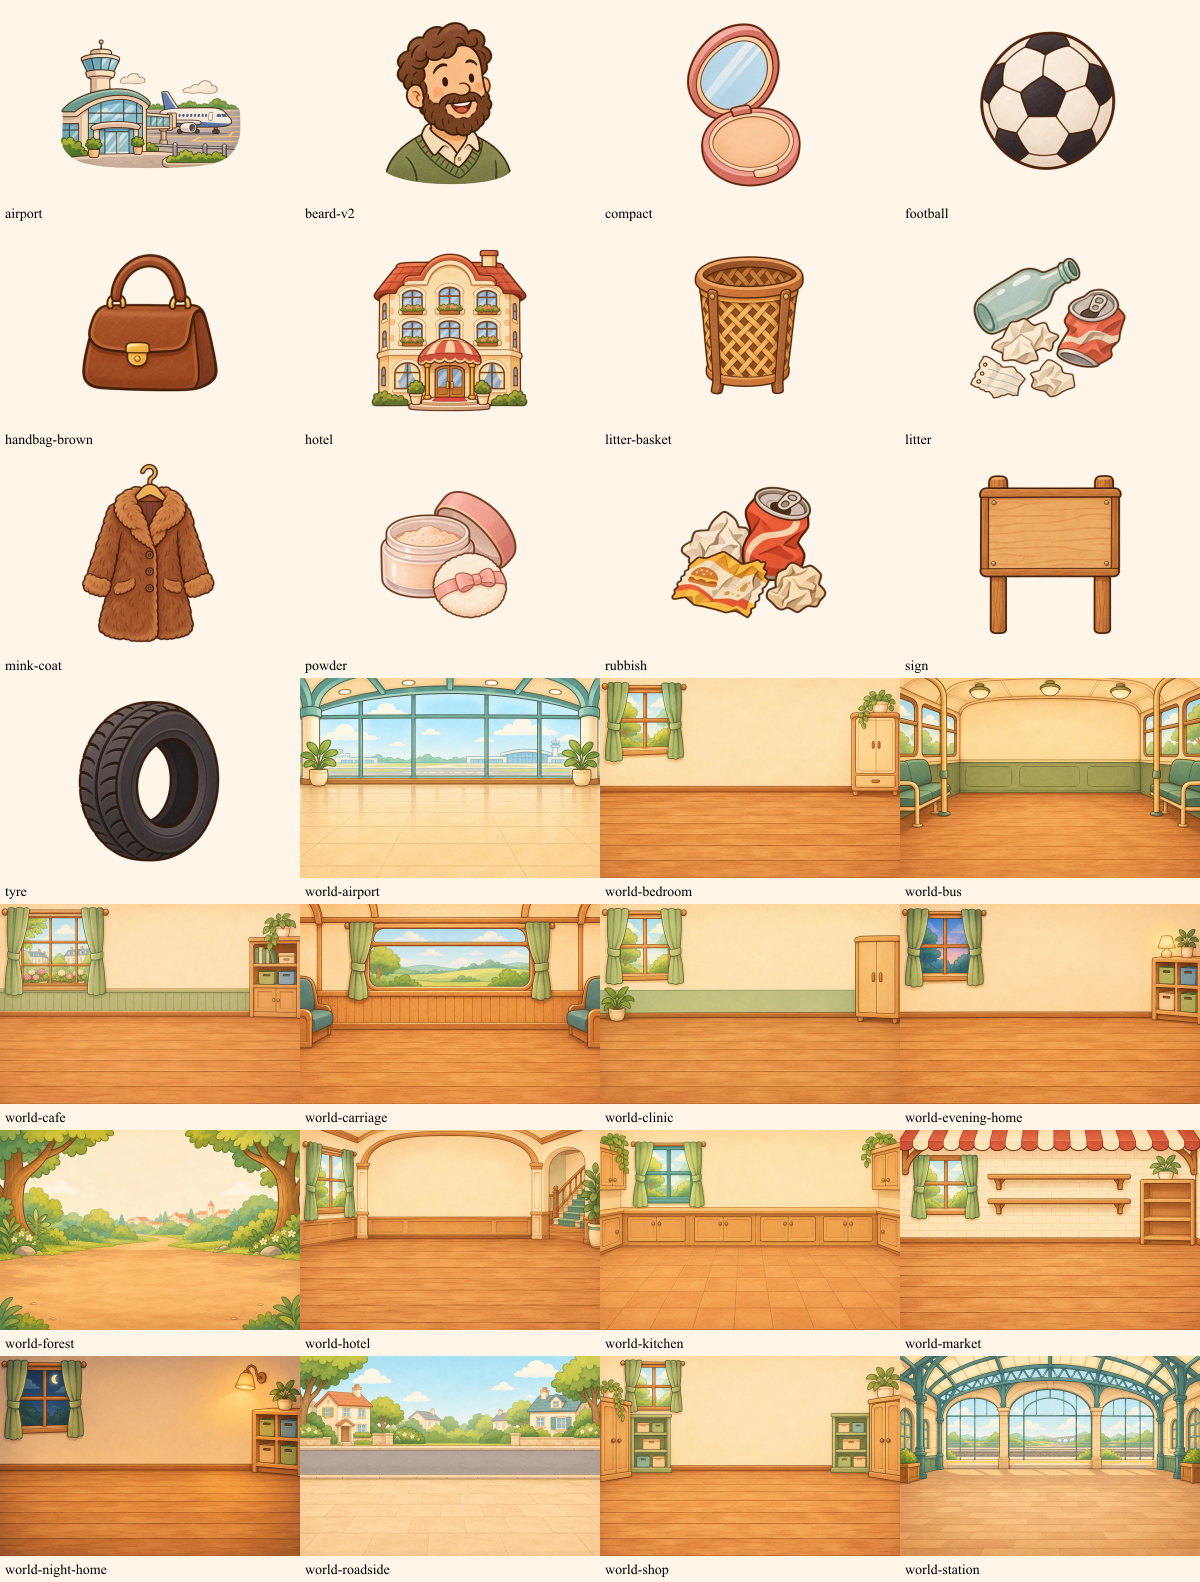 airport
beard-v2
compact
football
handbag-brown
hotel
litter-basket
litter
mink-coat
powder
rubbish
sign
tyre
world-airport
world-bedroom
world-bus
world-cafe
world-carriage
world-clinic
world-evening-home
world-forest
world-hotel
world-kitchen
world-market
world-night-home
world-roadside
world-shop
world-station